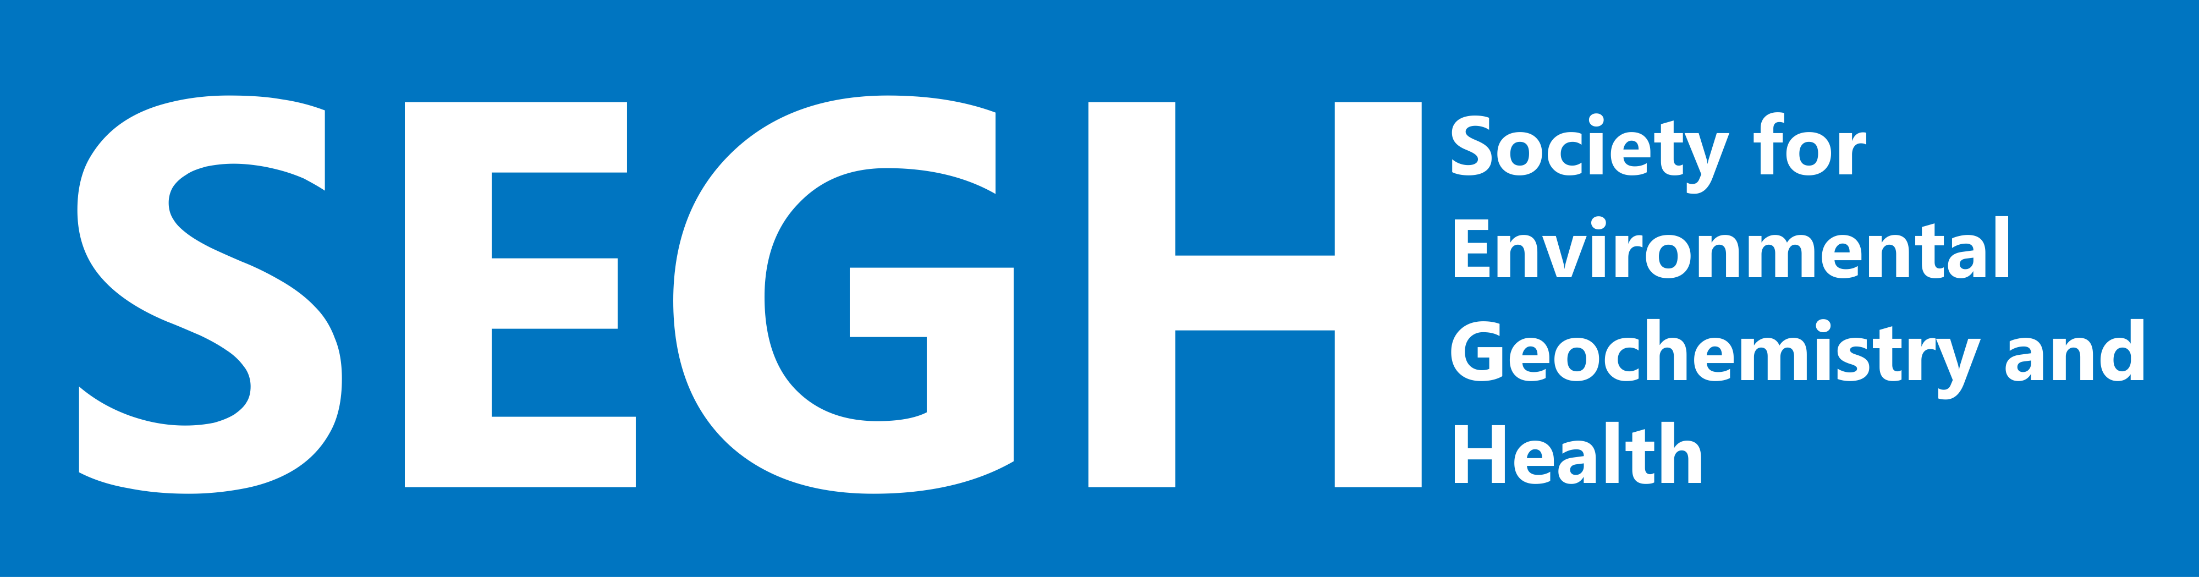 SEGH
Society for
Environmental
Geochemistry and
Health